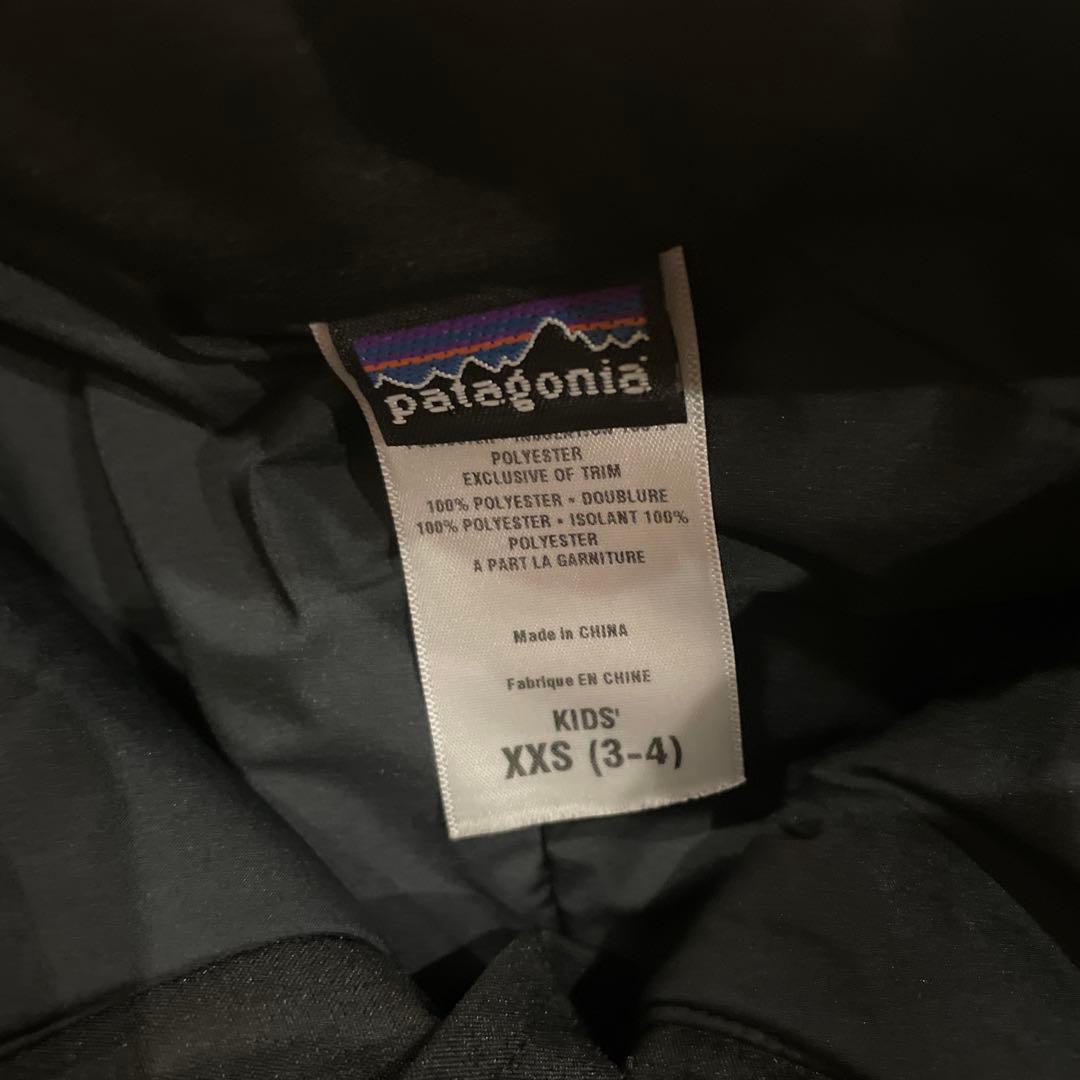 patagonia
POLYESTER
EXCLUSIVE OF TRIM
100% POLYESTER • DOUBLURE
100% POLYESTER • ISOLANT 100%
POLYESTER
A PART LA GARNITURE
Made in CHINA
Fabrique EN CHINE
KIDS'
XXS (3-4)